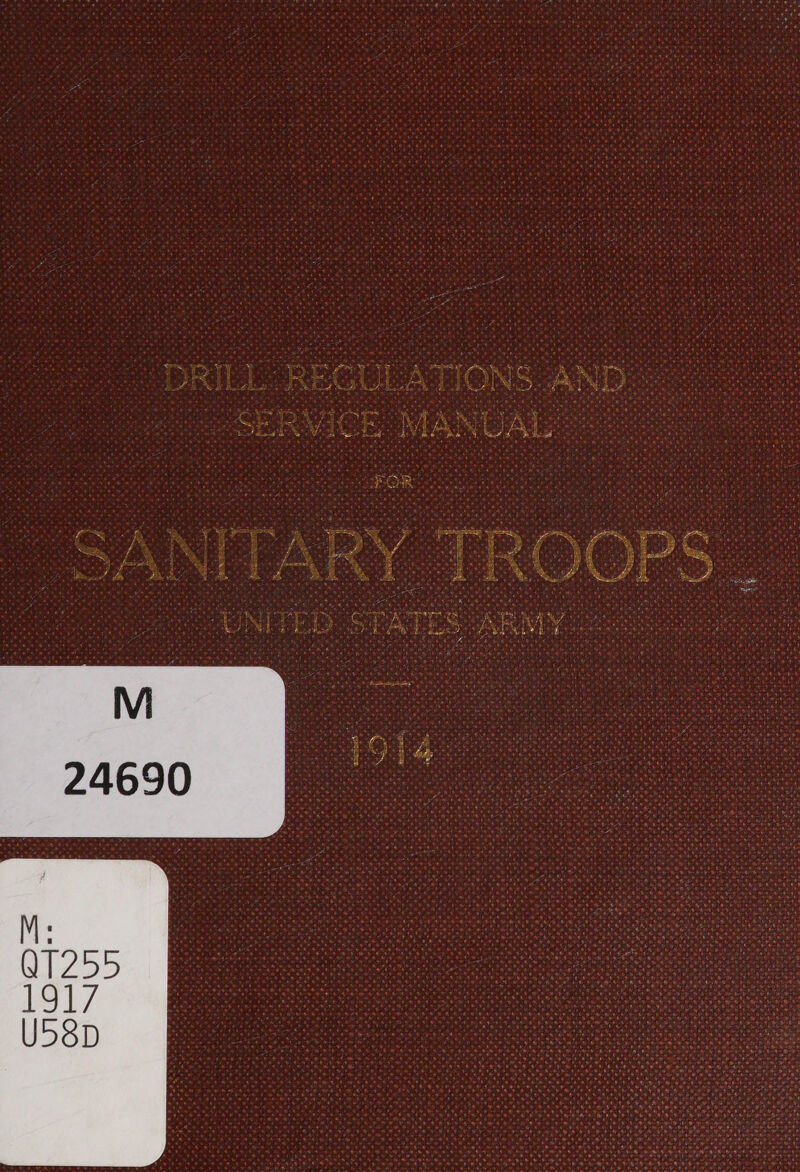 DRILL REGULATIONS AND
SERVICE MANUAL
FOR
SANITARY TROOPS
UNITED STATES ARMY
1914
M
24690
M:
QT255
1917
U58D